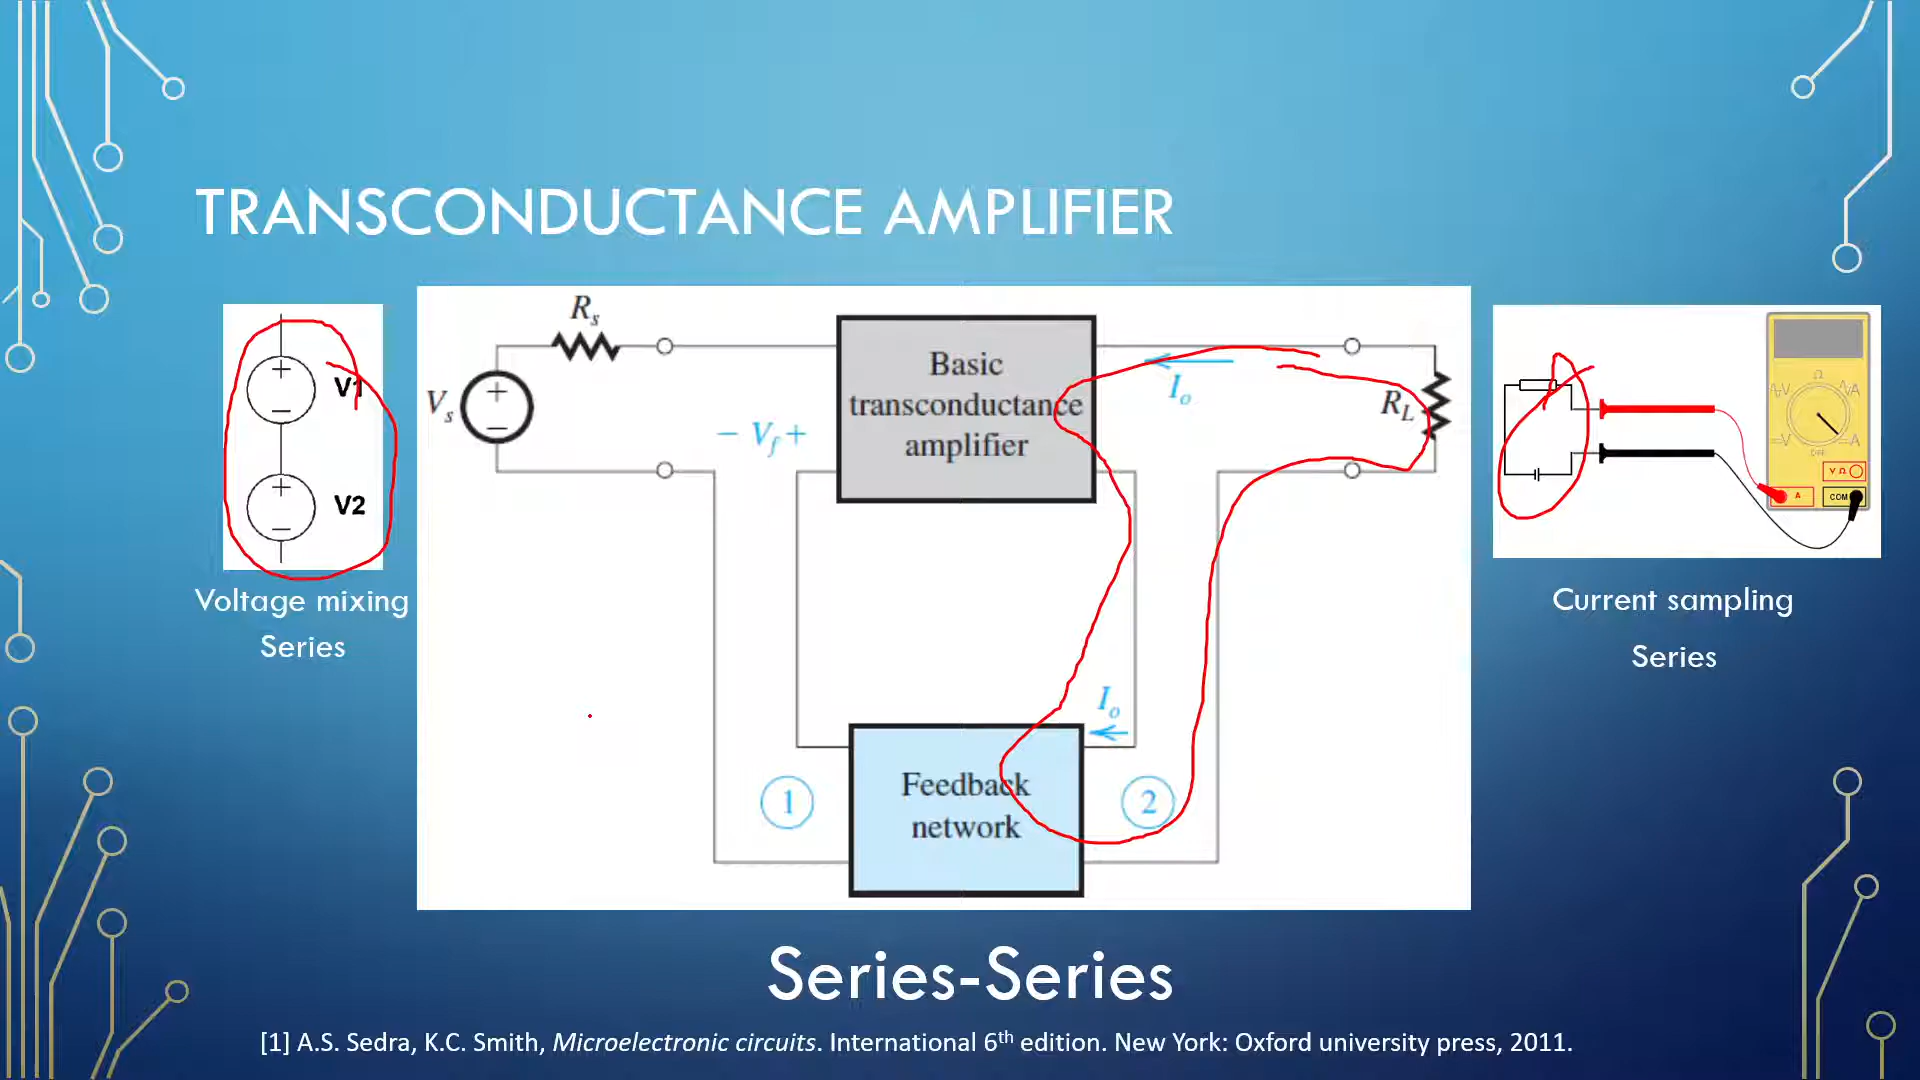 TRANSCONDUCTANCE AMPLIFIER
V1
V2
Voltage mixing
Series
Rs
Vs
+
−
− Vf +
Basic
transconductance
amplifier
Io
RL
Io
1
Feedback
network
2
Ω
V
A
V
A
OFF
V Ω
A
COM
Current sampling
Series
Series-Series
[1] A.S. Sedra, K.C. Smith, Microelectronic circuits. International 6th edition. New York: Oxford university press, 2011.